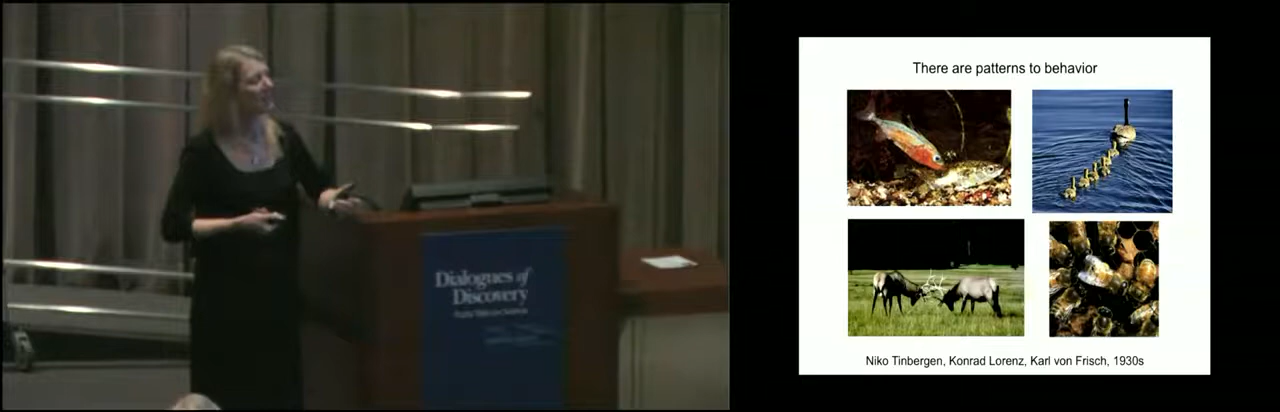 There are patterns to behavior
Niko Tinbergen, Konrad Lorenz, Karl von Frisch, 1930s
Dialogues of
Discovery